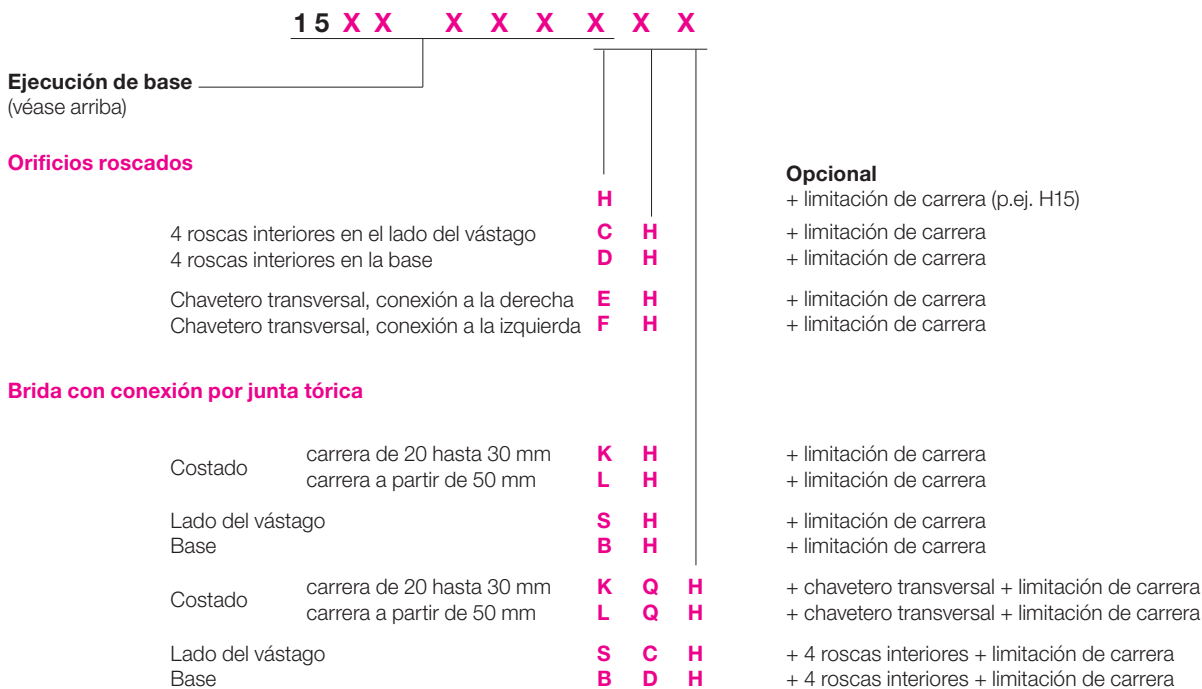 15XX XXXXXX
Ejecución de base
(véase arriba)
Orificios roscados
Opcional
H + limitación de carrera (p.ej. H15)
4 roscas interiores en el lado del vástago C H + limitación de carrera
4 roscas interiores en la base D H + limitación de carrera
Chavetero transversal, conexión a la derecha E H + limitación de carrera
Chavetero transversal, conexión a la izquierda F H + limitación de carrera
Brida con conexión por junta tórica
Costado
carrera de 20 hasta 30 mm K H + limitación de carrera
carrera a partir de 50 mm L H + limitación de carrera
Lado del vástago S H + limitación de carrera
Base B H + limitación de carrera
Costado
carrera de 20 hasta 30 mm K Q H + chavetero transversal + limitación de carrera
carrera a partir de 50 mm L Q H + chavetero transversal + limitación de carrera
Lado del vástago S C H + 4 roscas interiores + limitación de carrera
Base B D H + 4 roscas interiores + limitación de carrera